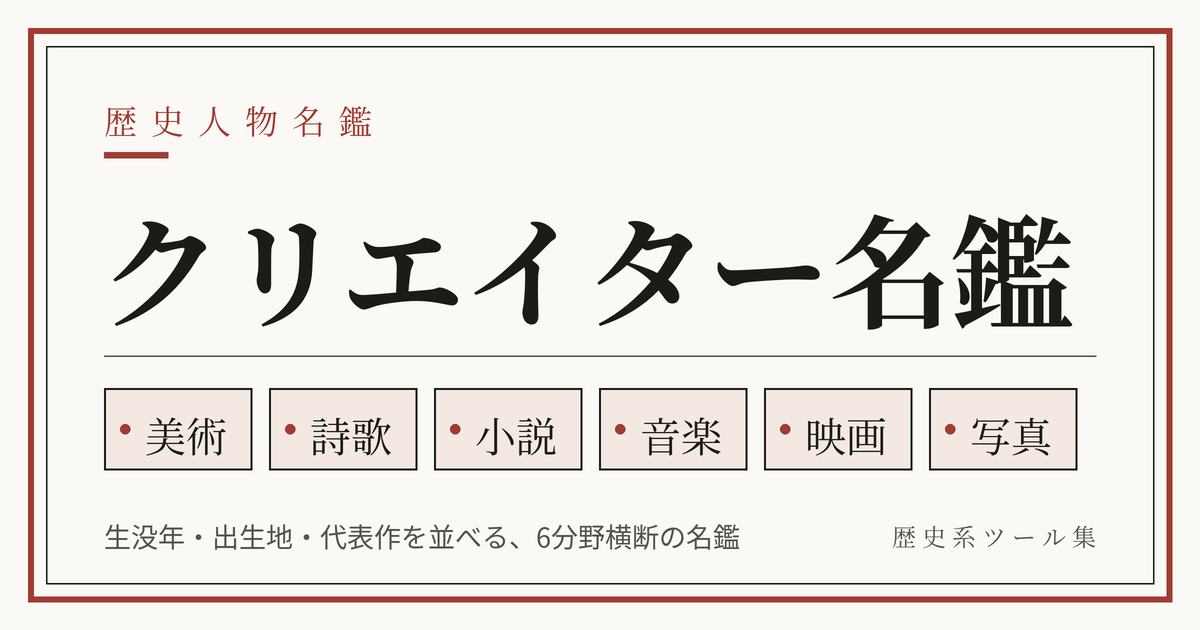 歴史人物名鑑
クリエイター名鑑
美術 詩歌 小説 音楽 映画 写真
生没年・出生地・代表作を並べる、6分野横断の名鑑
歴史系ツール集